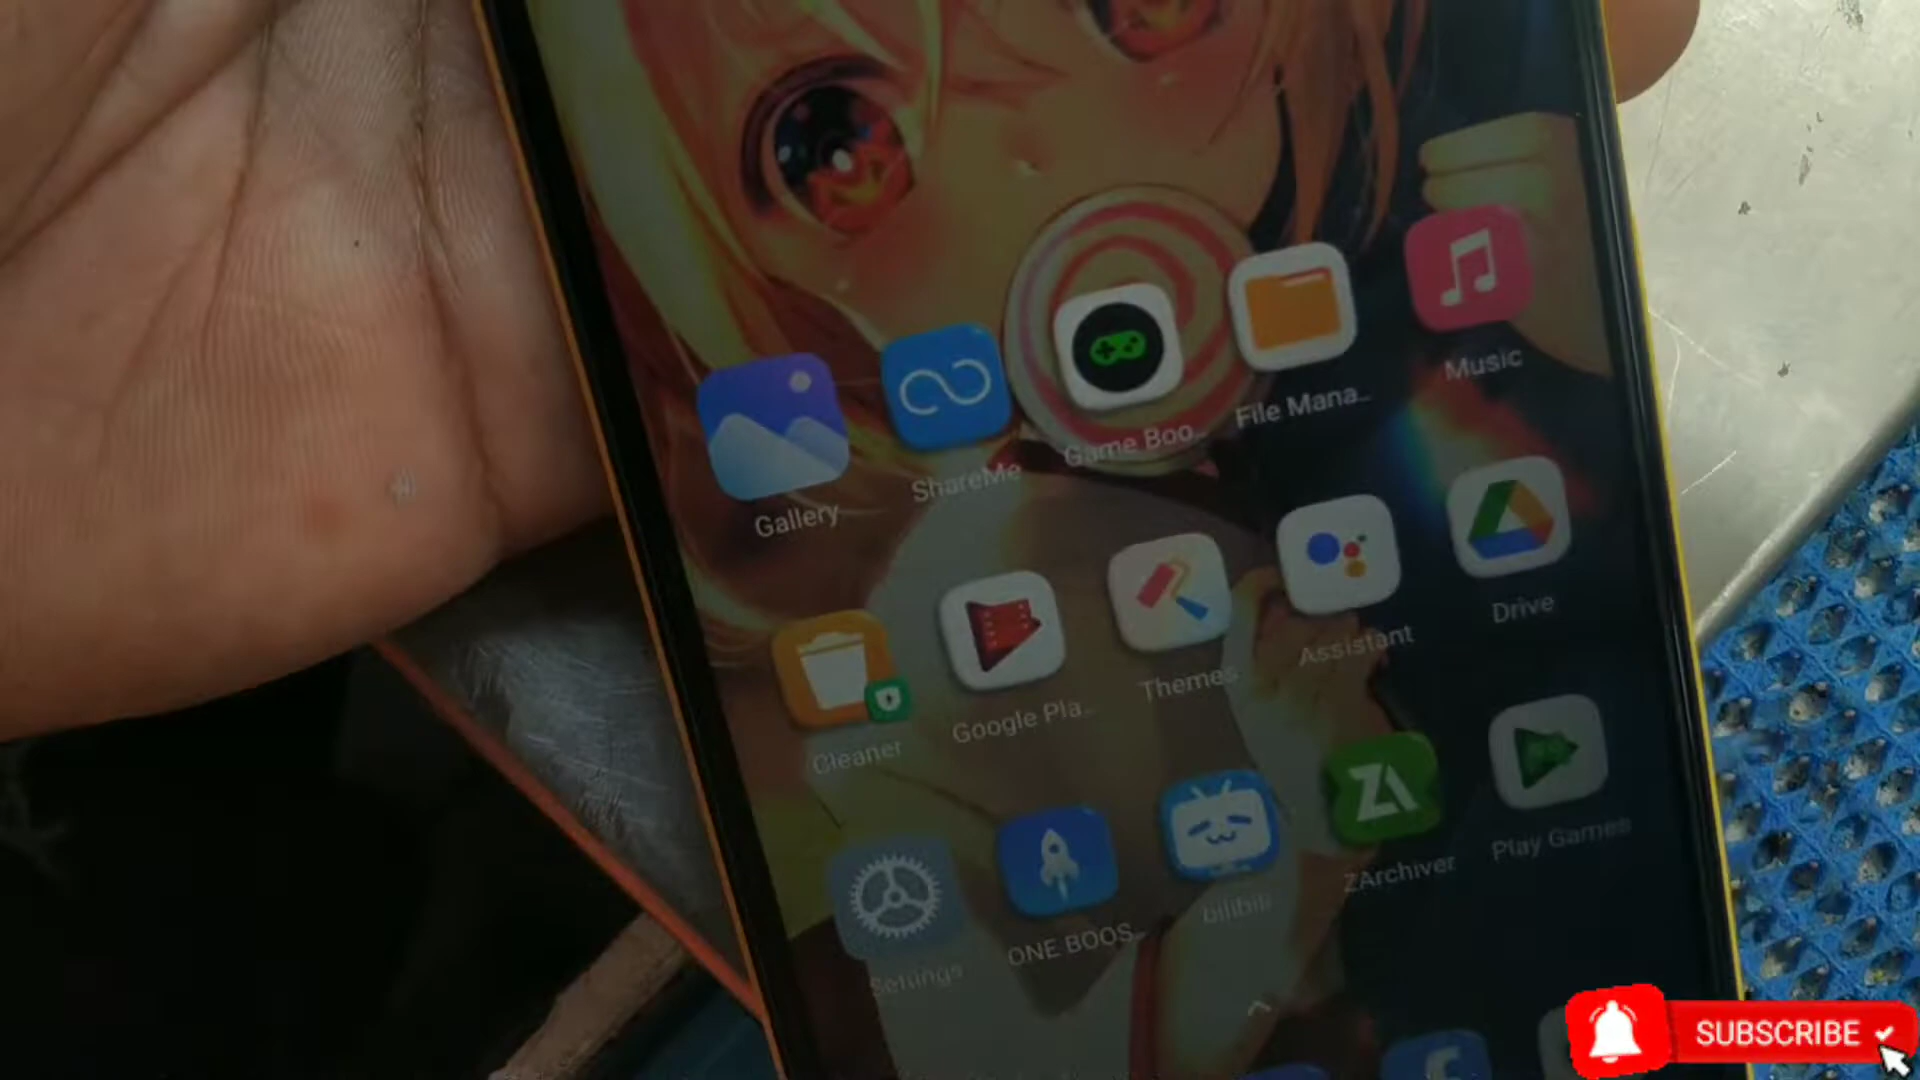 Gallery
ShareMe
Game Boo...
File Mana...
Music
Cleaner
Google Pla...
Themes
Assistant
Drive
Settings
ONE BOOS...
bilibili
ZArchiver
Play Games
SUBSCRIBE